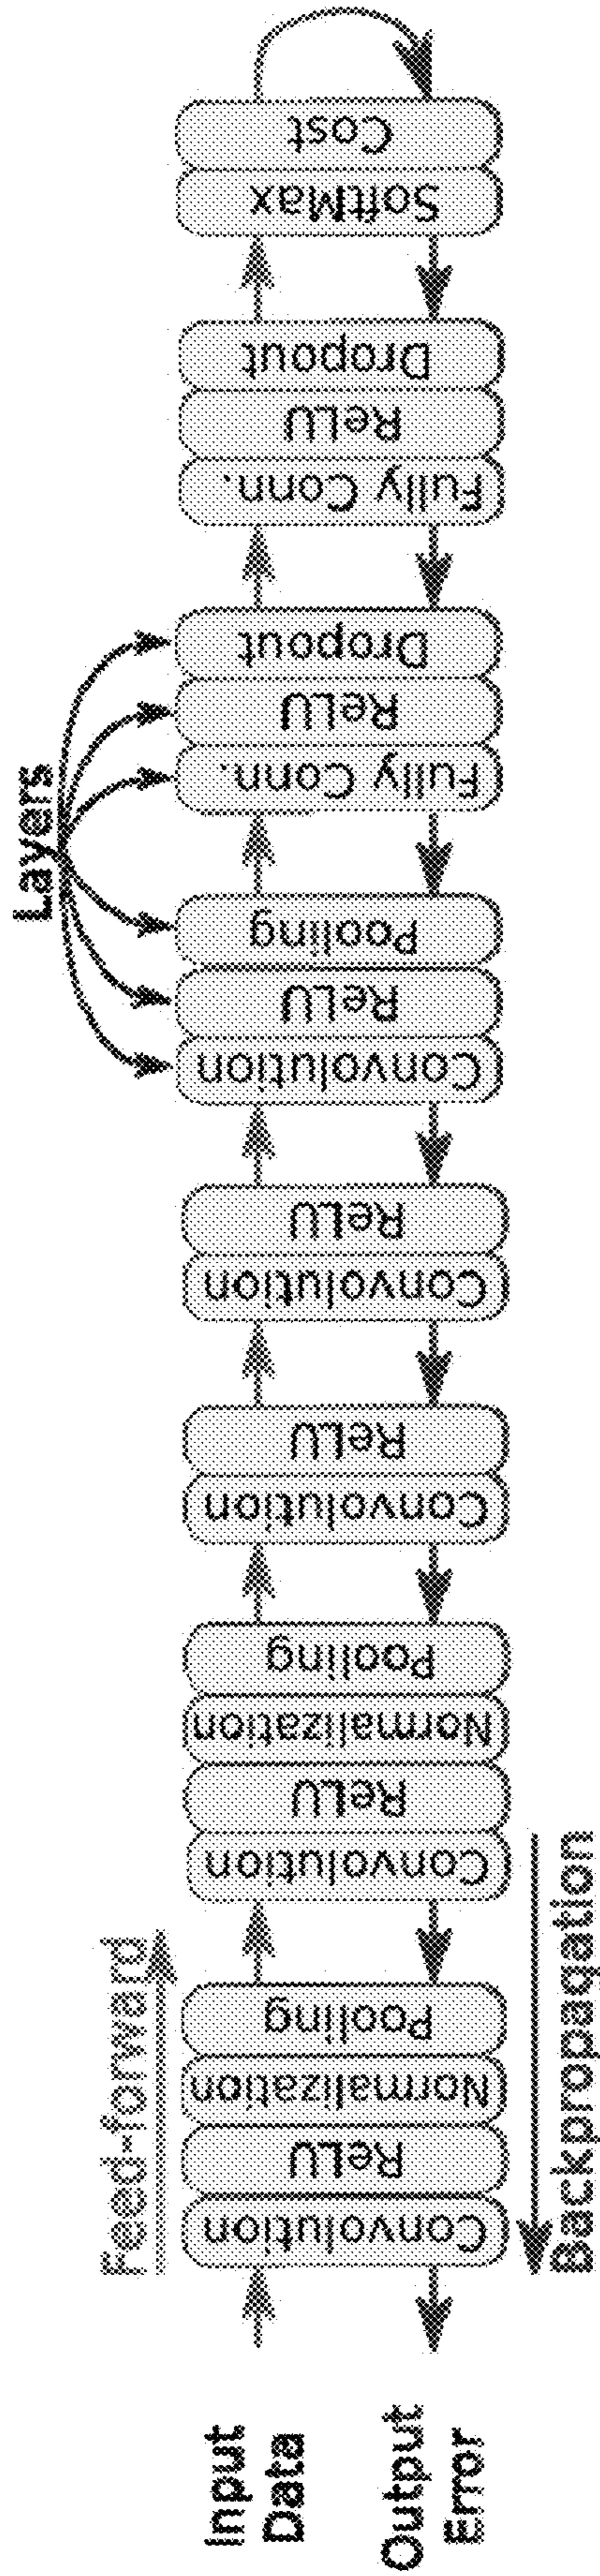 Layers
Feed-forward
Input
Data
Output
Error
Convolution
ReLU
Normalization
Pooling
Convolution
ReLU
Normalization
Pooling
Convolution
ReLU
Convolution
ReLU
Convolution
ReLU
Pooling
Fully Conn.
ReLU
Dropout
Fully Conn.
ReLU
Dropout
SoftMax
Cost
Backpropagation